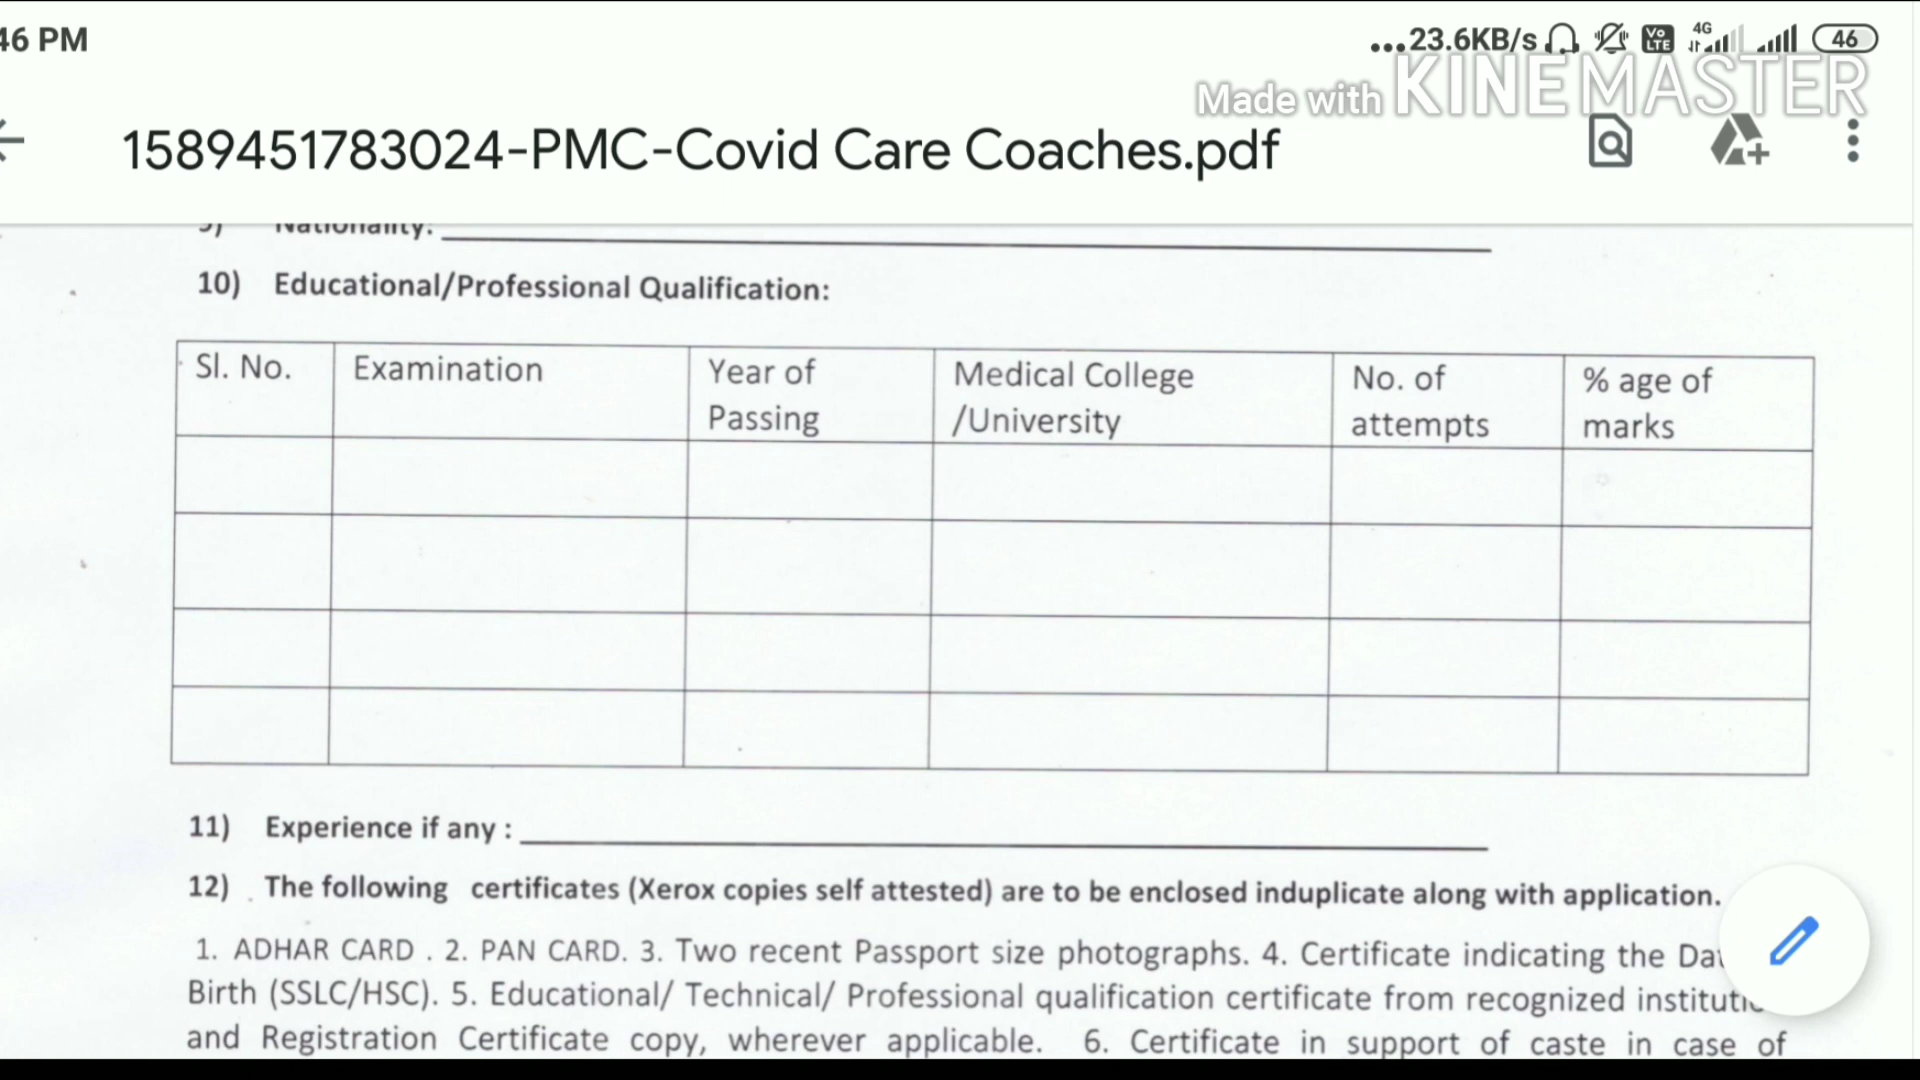 46 PM
...23.6KB/s Vo LTE 4G 46
Made with KINEMASTER
1589451783024-PMC-Covid Care Coaches.pdf
9) Nationality:
10) Educational/Professional Qualification:
Sl. No. Examination Year of Passing Medical College /University No. of attempts % age of marks
11) Experience if any :
12) The following certificates (Xerox copies self attested) are to be enclosed induplicate along with application.
1. ADHAR CARD . 2. PAN CARD. 3. Two recent Passport size photographs. 4. Certificate indicating the
Birth (SSLC/HSC). 5. Educational/ Technical/ Professional qualification certificate from recognized
and Registration Certificate copy, wherever applicable. 6. Certificate in support of caste in case of